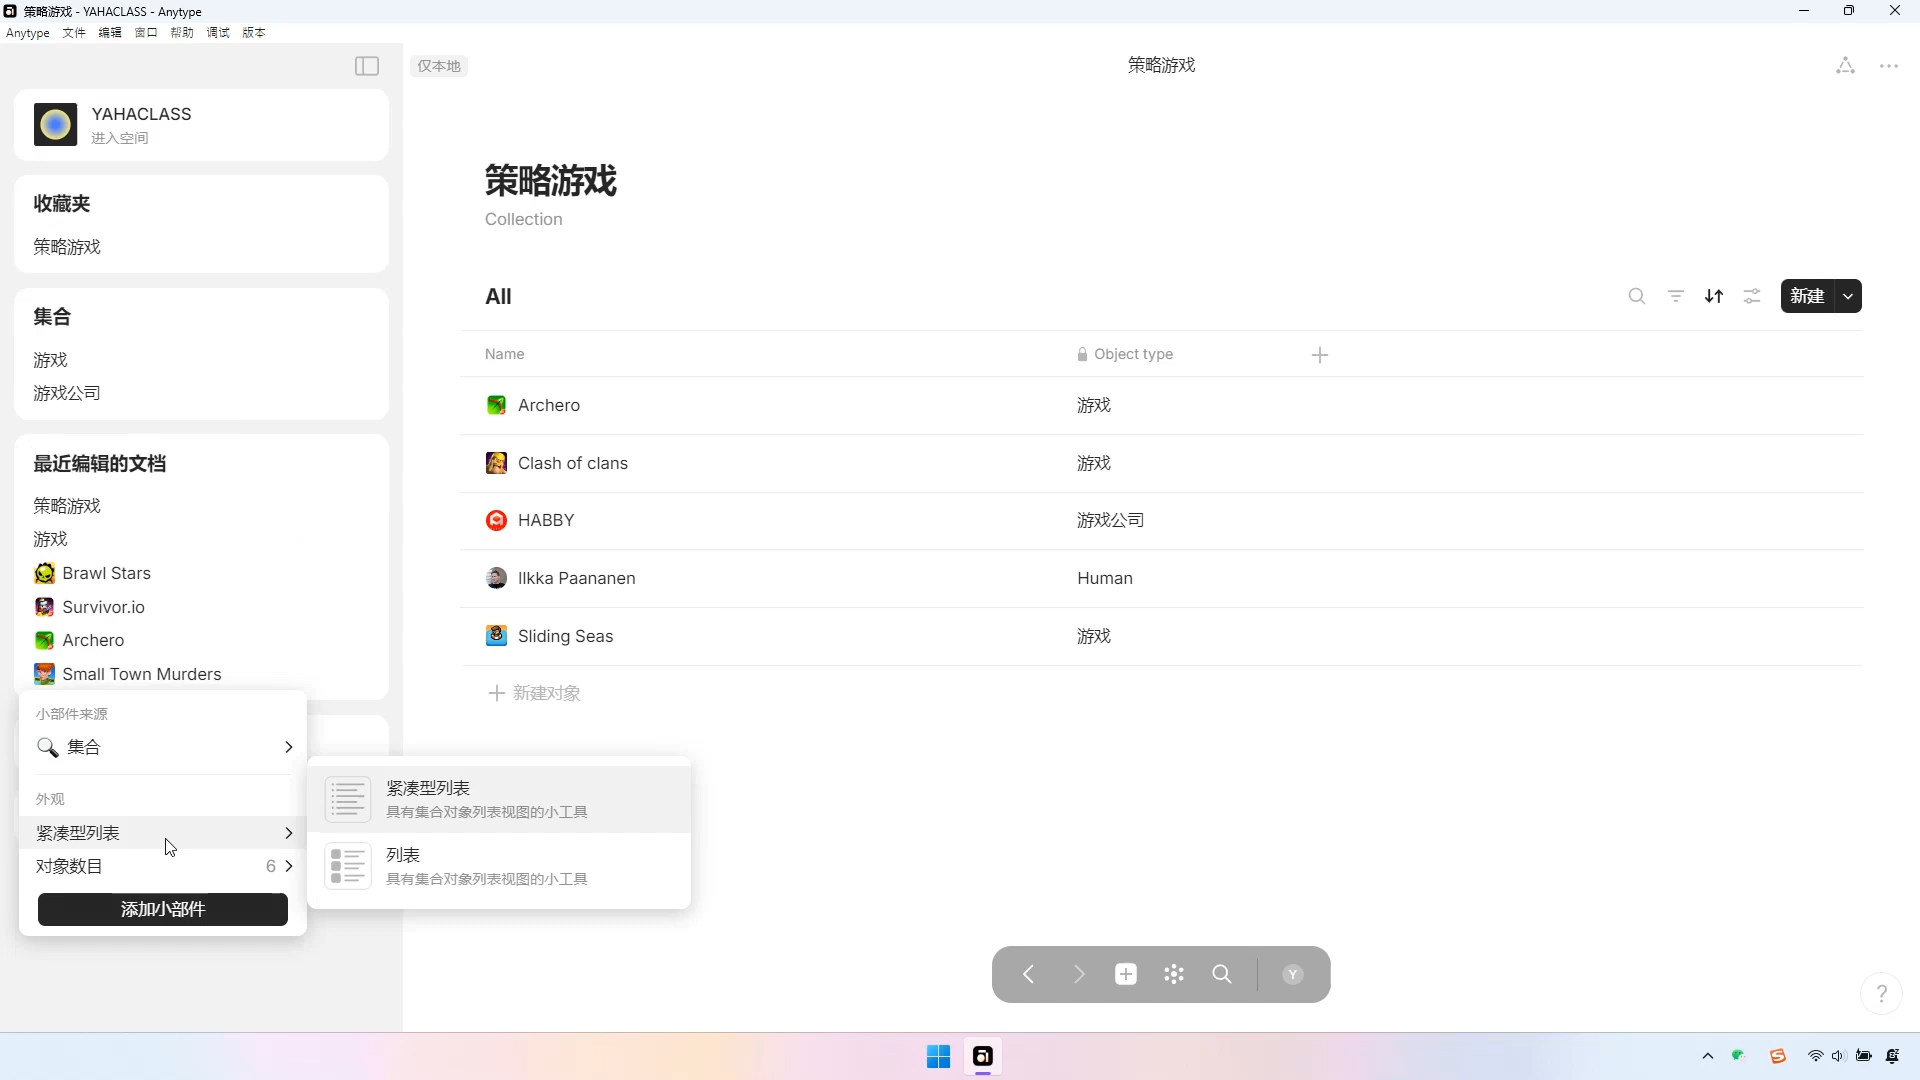 策略游戏 - YAHACLASS - Anytype
Anytype 文件 编辑 窗口 帮助 调试 版本
仅本地
策略游戏
YAHACLASS
进入空间
收藏夹
策略游戏
集合
游戏
游戏公司
最近编辑的文档
策略游戏
游戏
Brawl Stars
Survivor.io
Archero
Small Town Murders
小部件来源
集合
外观
紧凑型列表
对象数目 6
添加小部件
紧凑型列表
具有集合对象列表视图的小工具
列表
具有集合对象列表视图的小工具
策略游戏
Collection
All
新建
Name Object type
Archero 游戏
Clash of clans 游戏
HABBY 游戏公司
Ilkka Paananen Human
Sliding Seas 游戏
新建对象
Y
?